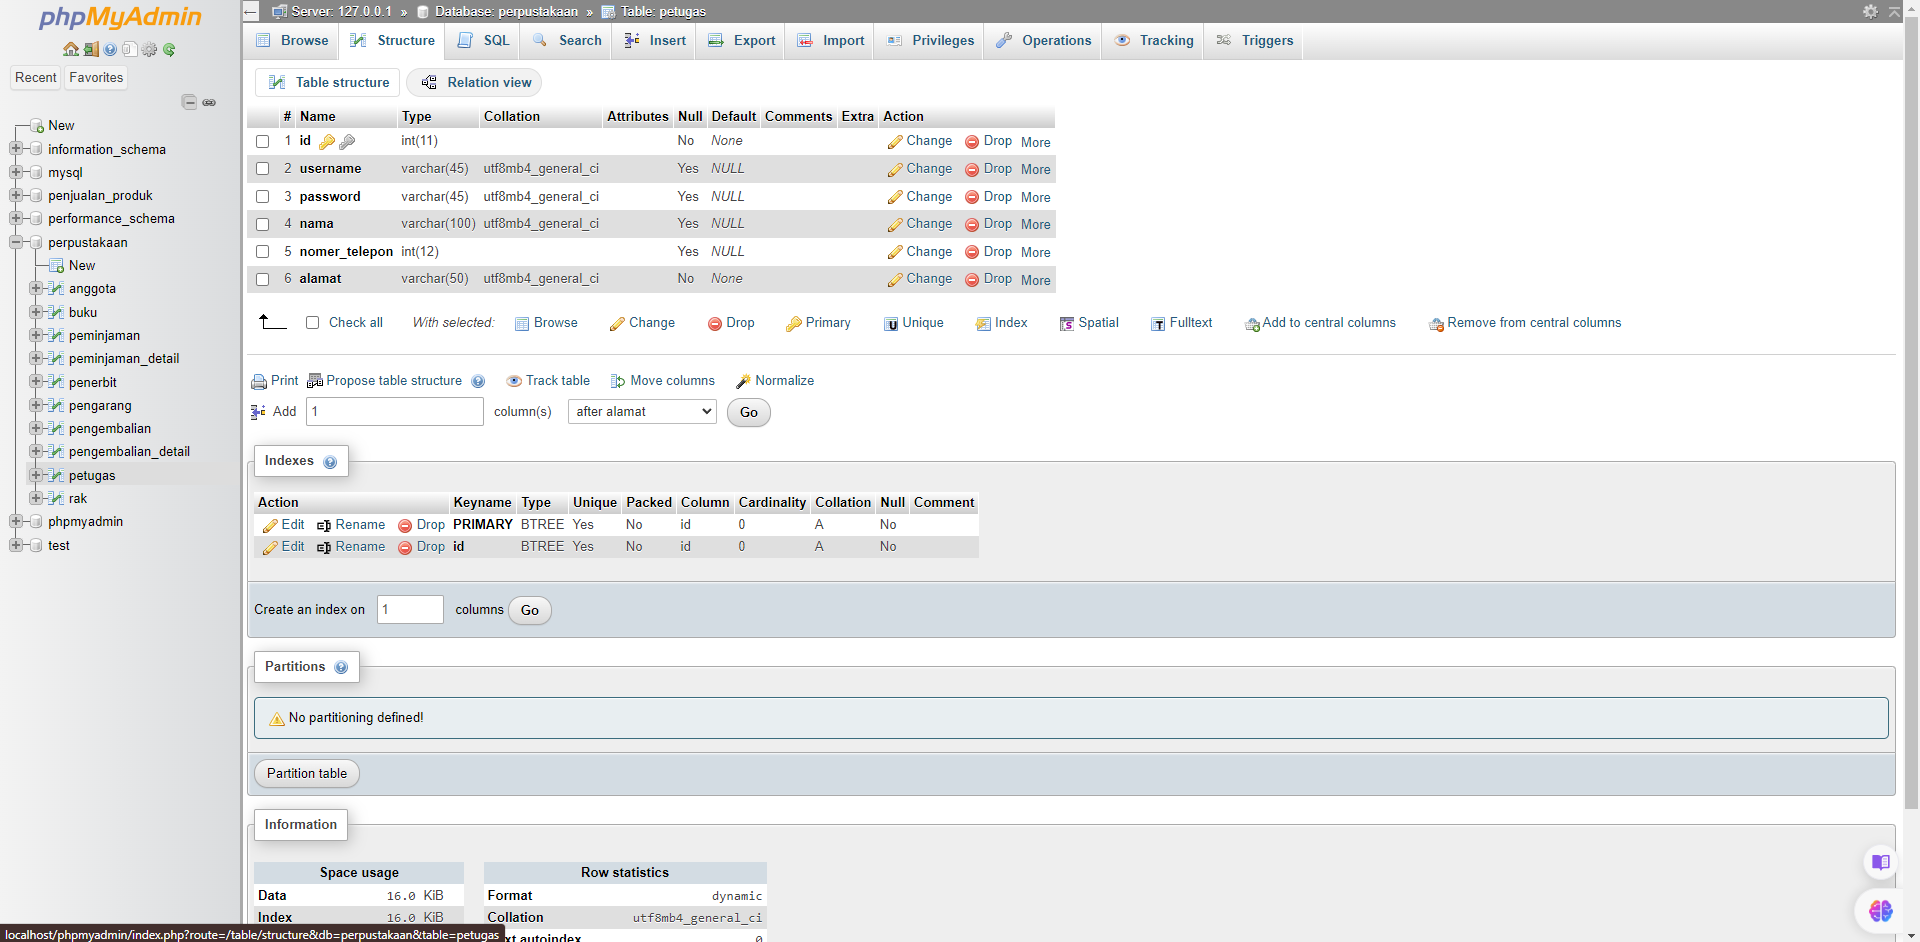 phpMyAdmin
Recent Favorites
New
information_schema
mysql
penjualan_produk
performance_schema
perpustakaan
New
anggota
buku
peminjaman
peminjaman_detail
penerbit
pengarang
pengembalian
pengembalian_detail
petugas
rak
phpmyadmin
test
Server: 127.0.0.1 » Database: perpustakaan » Table: petugas
Browse Structure SQL Search Insert Export Import Privileges Operations Tracking Triggers
Table structure Relation view
# Name Type Collation Attributes Null Default Comments Extra Action
1 id int(11) No None Change Drop More
2 username varchar(45) utf8mb4_general_ci Yes NULL Change Drop More
3 password varchar(45) utf8mb4_general_ci Yes NULL Change Drop More
4 nama varchar(100) utf8mb4_general_ci Yes NULL Change Drop More
5 nomer_telepon int(12) Yes NULL Change Drop More
6 alamat varchar(50) utf8mb4_general_ci No None Change Drop More
Check all With selected: Browse Change Drop Primary Unique Index Spatial Fulltext Add to central columns Remove from central columns
Print Propose table structure Track table Move columns Normalize
Add 1 column(s) after alamat Go
Indexes
Action Keyname Type Unique Packed Column Cardinality Collation Null Comment
Edit Rename Drop PRIMARY BTREE Yes No id 0 A No
Edit Rename Drop id BTREE Yes No id 0 A No
Create an index on 1 columns Go
Partitions
No partitioning defined!
Partition table
Information
Space usage
Data 16.0 KiB
Index 16.0 KiB
Row statistics
Format dynamic
Collation utf8mb4_general_ci
autoindex 0
localhost/phpmyadmin/index.php?route=/table/structure&db=perpustakaan&table=petugas